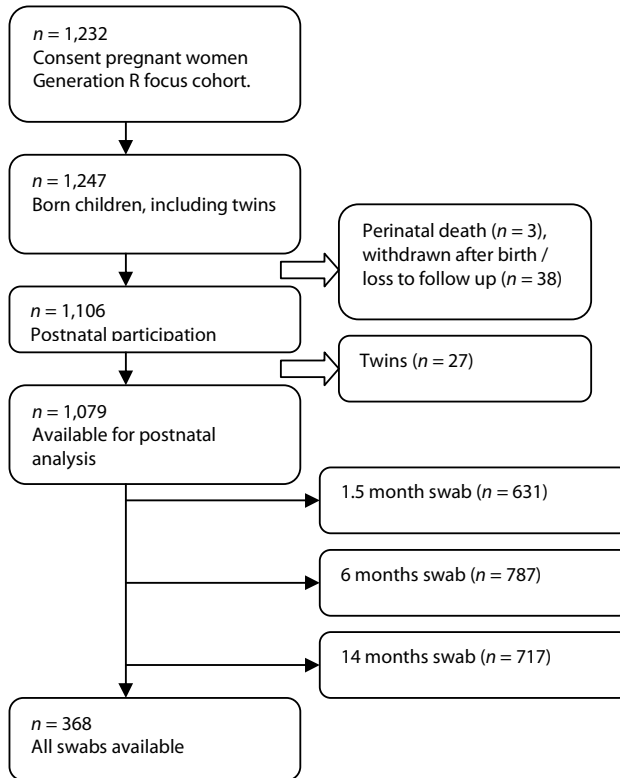 n = 1,232
Consent pregnant women
Generation R focus cohort.
n = 1,247
Born children, including twins
Perinatal death (n = 3),
withdrawn after birth /
loss to follow up (n = 38)
n = 1,106
Postnatal participation
Twins (n = 27)
n = 1,079
Available for postnatal
analysis
1.5 month swab (n = 631)
6 months swab (n = 787)
14 months swab (n = 717)
n = 368
All swabs available